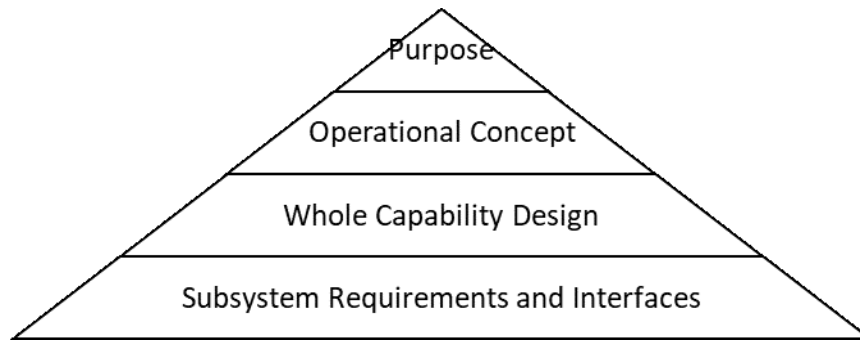 Purpose
Operational Concept
Whole Capability Design
Subsystem Requirements and Interfaces